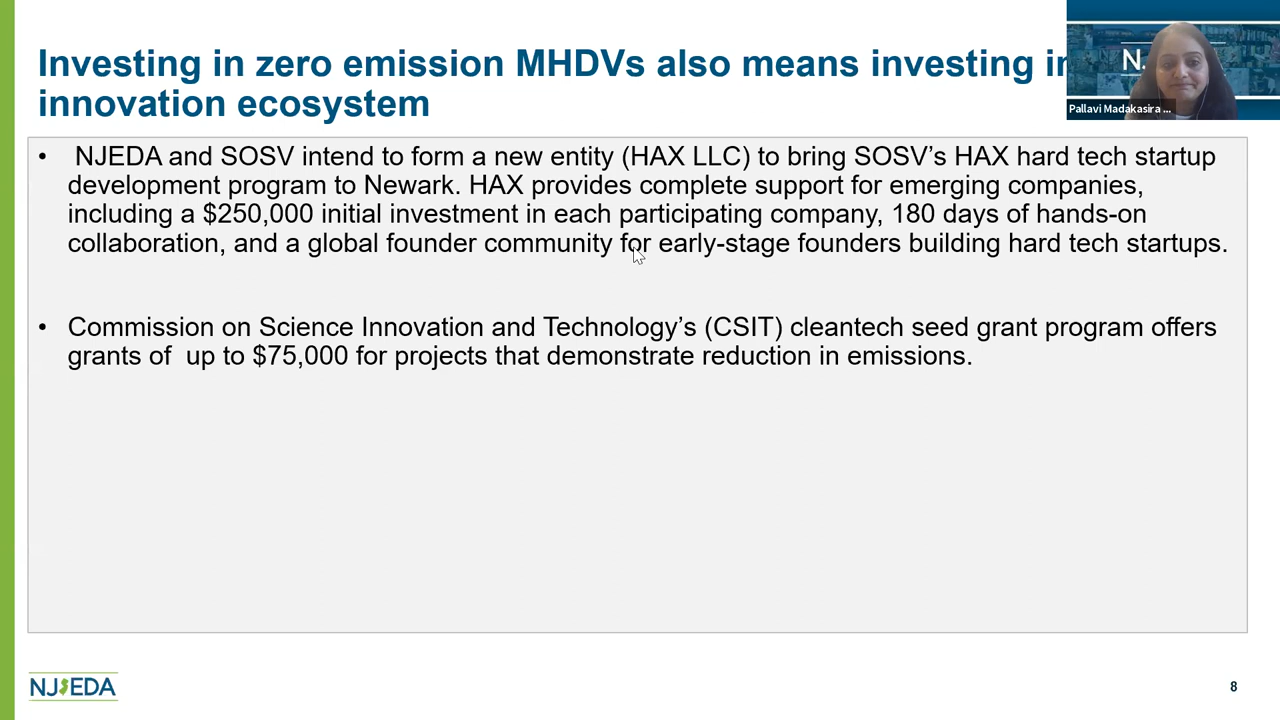 Investing in zero emission MHDVs also means investing in
innovation ecosystem
N.
Pallavi Madakasira ...
• NJEDA and SOSV intend to form a new entity (HAX LLC) to bring SOSV’s HAX hard tech startup
development program to Newark. HAX provides complete support for emerging companies,
including a $250,000 initial investment in each participating company, 180 days of hands-on
collaboration, and a global founder community for early-stage founders building hard tech startups.
• Commission on Science Innovation and Technology’s (CSIT) cleantech seed grant program offers
grants of  up to $75,000 for projects that demonstrate reduction in emissions.
NJEDA
8